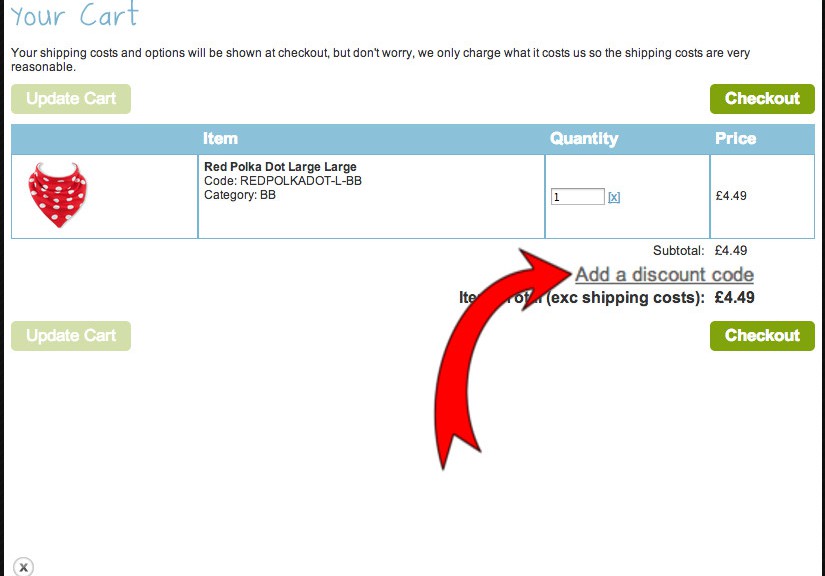 Your Cart
Your shipping costs and options will be shown at checkout, but don't worry, we only charge what it costs us so the shipping costs are very
reasonable.
Update Cart Checkout
Item Quantity Price
Red Polka Dot Large Large
Code: REDPOLKADOT-L-BB
Category: BB
1 [x] £4.49
Subtotal: £4.49
Add a discount code
(exc shipping costs): £4.49
Update Cart Checkout
x